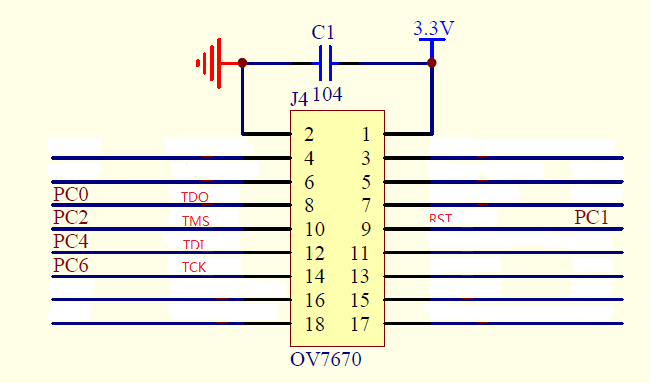 C1 3.3V
J4 104
2 1
4 3
6 5
PC0 TDO 8 7
PC2 TMS 10 9 RST PC1
PC4 TDI 12 11
PC6 TCK 14 13
16 15
18 17
OV7670